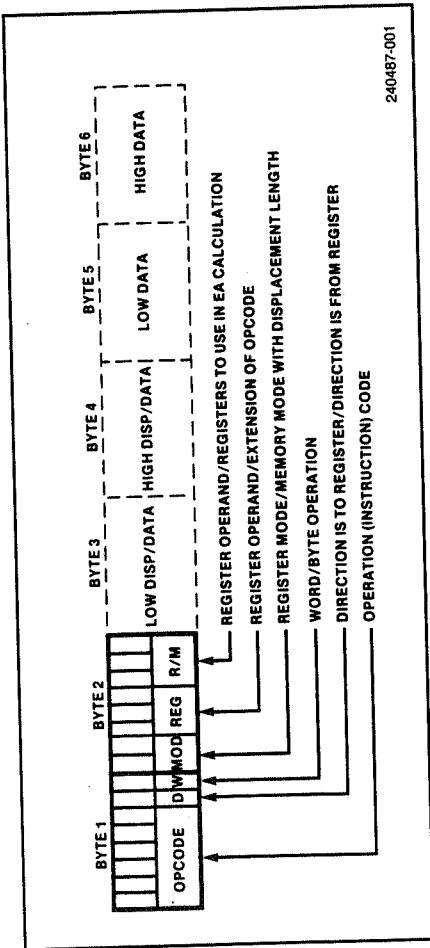 BYTE 1 BYTE 2 BYTE 3 BYTE 4 BYTE 5 BYTE 6
OPCODE D W MOD REG R/M LOW DISP/DATA HIGH DISP/DATA LOW DATA HIGH DATA
REGISTER OPERAND/REGISTERS TO USE IN EA CALCULATION
REGISTER OPERAND/EXTENSION OF OPCODE
REGISTER MODE/MEMORY MODE WITH DISPLACEMENT LENGTH
WORD/BYTE OPERATION
DIRECTION IS TO REGISTER/DIRECTION IS FROM REGISTER
OPERATION (INSTRUCTION) CODE
240487-001